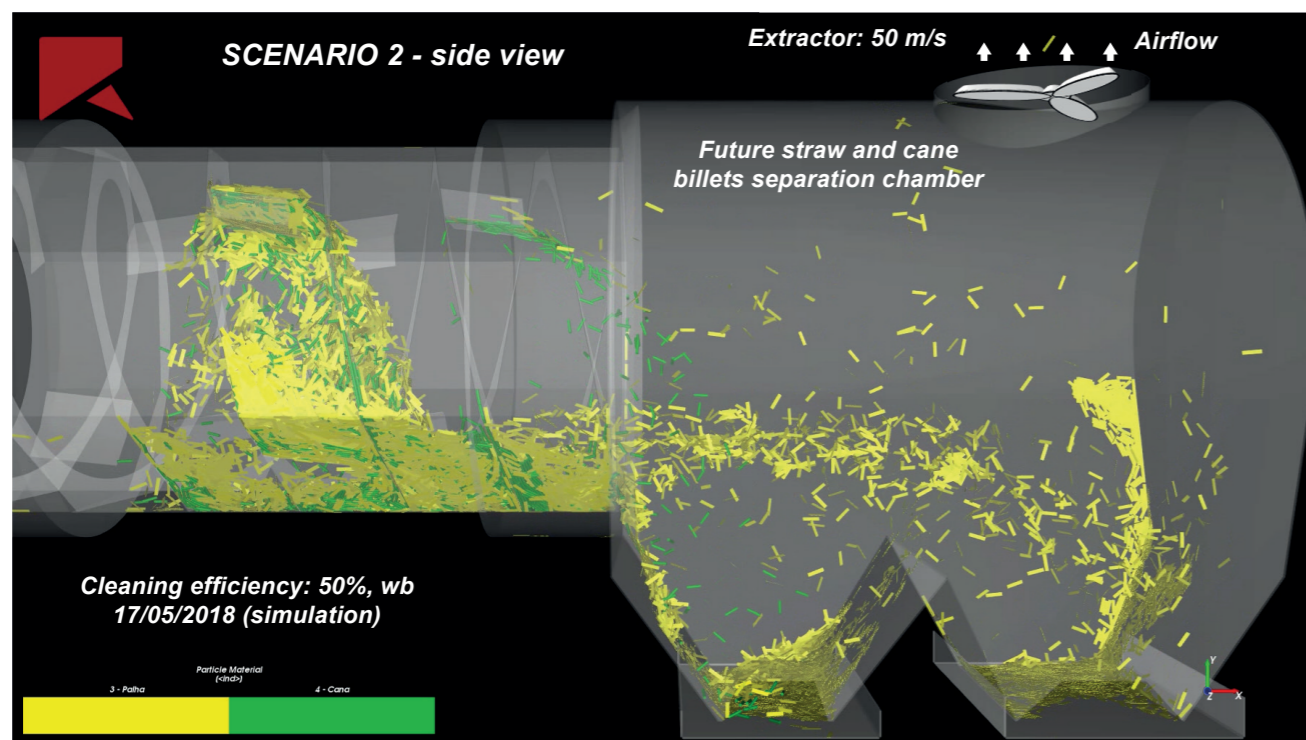 SCENARIO 2 - side view
Extractor: 50 m/s
Airflow
Future straw and cane
billets separation chamber
Cleaning efficiency: 50%, wb
17/05/2018 (simulation)
Particle Material
(<ind>)
3 - Palha
4 - Cana
Y
Z
X